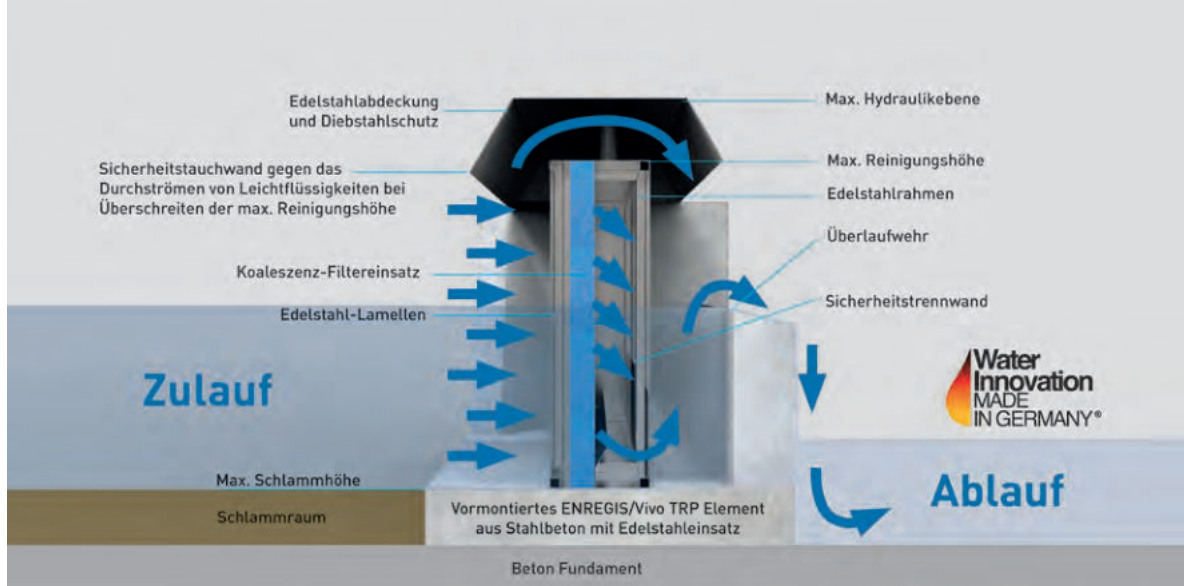 Edelstahlabdeckung
und Diebstahlschutz
Max. Hydraulikebene
Sicherheitstauchwand gegen das
Durchströmen von Leichtflüssigkeiten bei
Überschreiten der max. Reinigungshöhe
Max. Reinigungshöhe
Edelstahlrahmen
Überlaufwehr
Koaleszenz-Filtereinsatz
Edelstahl-Lamellen
Sicherheitstrennwand
Zulauf
Water
Innovation
MADE
IN GERMANY®
Max. Schlammhöhe
Schlammraum
Vormontiertes ENREGIS/Vivo TRP Element
aus Stahlbeton mit Edelstahleinsatz
Ablauf
Beton Fundament